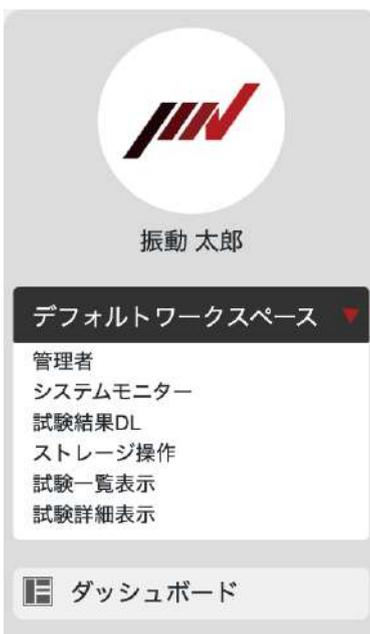 振動 太郎
デフォルトワークスペース
管理者
システムモニター
試験結果DL
ストレージ操作
試験一覧表示
試験詳細表示
ダッシュボード